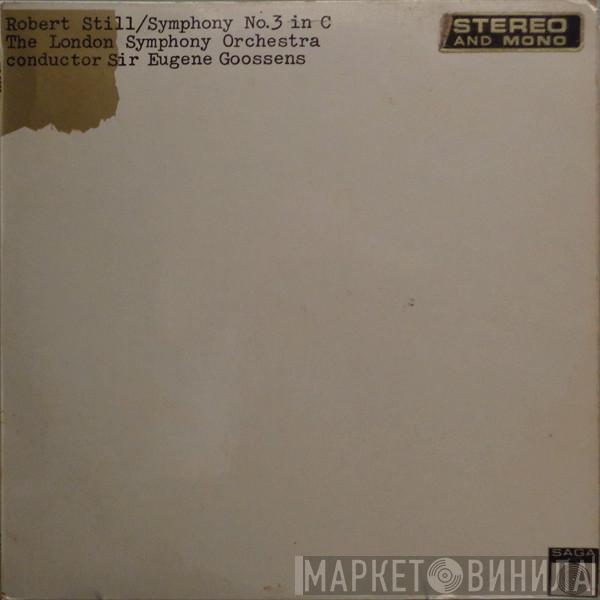 Robert Still/Symphony No.3 in C
The London Symphony Orchestra
conductor Sir Eugene Goossens
STEREO
AND MONO
SAGA
МАРКЕТ ВИНИЛА